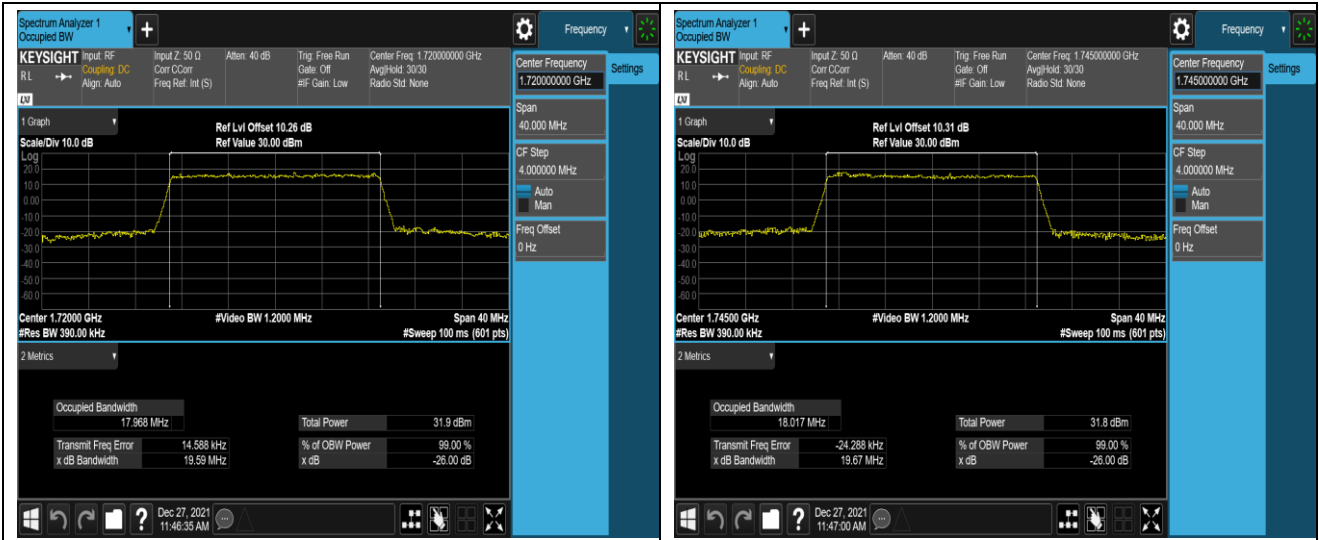 Spectrum Analyzer 1
Occupied BW
+
Frequency
KEYSIGHT
RL
LXI
Input: RF
Coupling: DC
Align: Auto
Input Z: 50 Ω
Corr CCorr
Freq Ref: Int (S)
Atten: 40 dB
Trig: Free Run
Gate: Off
#IF Gain: Low
Center Freq: 1.720000000 GHz
Avg|Hold: 30/30
Radio Std: None
Center Frequency
1.720000000 GHz
Settings
Span
40.000 MHz
CF Step
4.000000 MHz
Auto
Man
Freq Offset
0 Hz
1 Graph
Scale/Div 10.0 dB
Ref Lvl Offset 10.26 dB
Ref Value 30.00 dBm
Log
20.0
10.0
0.00
-10.0
-20.0
-30.0
-40.0
-50.0
-60.0
Center 1.72000 GHz
#Video BW 1.2000 MHz
Span 40 MHz
#Res BW 390.00 kHz
#Sweep 100 ms (601 pts)
2 Metrics
Occupied Bandwidth
17.968 MHz
Total Power 31.9 dBm
Transmit Freq Error 14.588 kHz
% of OBW Power 99.00 %
x dB Bandwidth 19.59 MHz
x dB -26.00 dB
?
Dec 27, 2021
11:46:35 AM
Spectrum Analyzer 1
Occupied BW
+
Frequency
KEYSIGHT
RL
LXI
Input: RF
Coupling: DC
Align: Auto
Input Z: 50 Ω
Corr CCorr
Freq Ref: Int (S)
Atten: 40 dB
Trig: Free Run
Gate: Off
#IF Gain: Low
Center Freq: 1.745000000 GHz
Avg|Hold: 30/30
Radio Std: None
Center Frequency
1.745000000 GHz
Settings
Span
40.000 MHz
CF Step
4.000000 MHz
Auto
Man
Freq Offset
0 Hz
1 Graph
Scale/Div 10.0 dB
Ref Lvl Offset 10.31 dB
Ref Value 30.00 dBm
Log
20.0
10.0
0.00
-10.0
-20.0
-30.0
-40.0
-50.0
-60.0
Center 1.74500 GHz
#Video BW 1.2000 MHz
Span 40 MHz
#Res BW 390.00 kHz
#Sweep 100 ms (601 pts)
2 Metrics
Occupied Bandwidth
18.017 MHz
Total Power 31.8 dBm
Transmit Freq Error -24.288 kHz
% of OBW Power 99.00 %
x dB Bandwidth 19.67 MHz
x dB -26.00 dB
?
Dec 27, 2021
11:47:00 AM